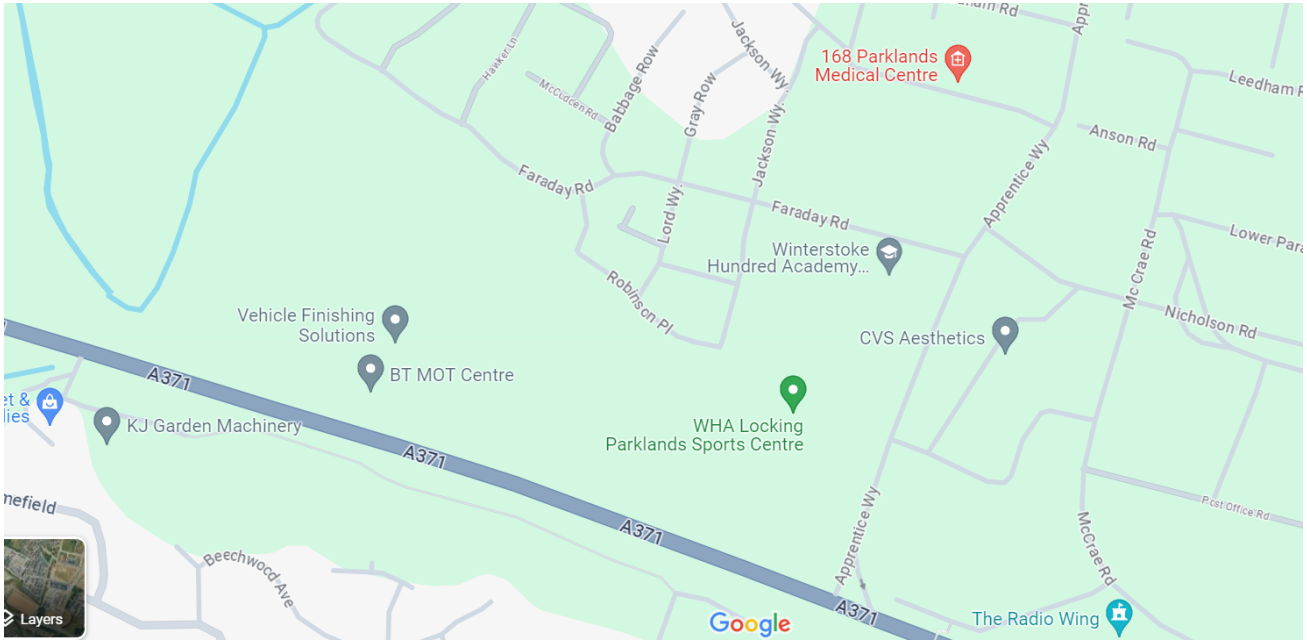 Rd
Jackson Wy.
168 Parklands
Medical Centre
Hawker Ln
Babbage Row
Gray Row
McCudden Rd
Leedham R
Anson Rd
Jackson Wy.
Apprentice Wy
Faraday Rd
Lord Wy.
Faraday Rd
Winterstoke
Hundred Academy...
Mc Crae Rd
Lower Para
Robinson Pl
Nicholson Rd
Vehicle Finishing
Solutions
CVS Aesthetics
BT MOT Centre
A371
KJ Garden Machinery
WHA Locking
Parklands Sports Centre
A371
Post Office Rd
A371
Apprentice Wy
McCrae Rd
Beechwood Ave
A371
Layers
Google
The Radio Wing